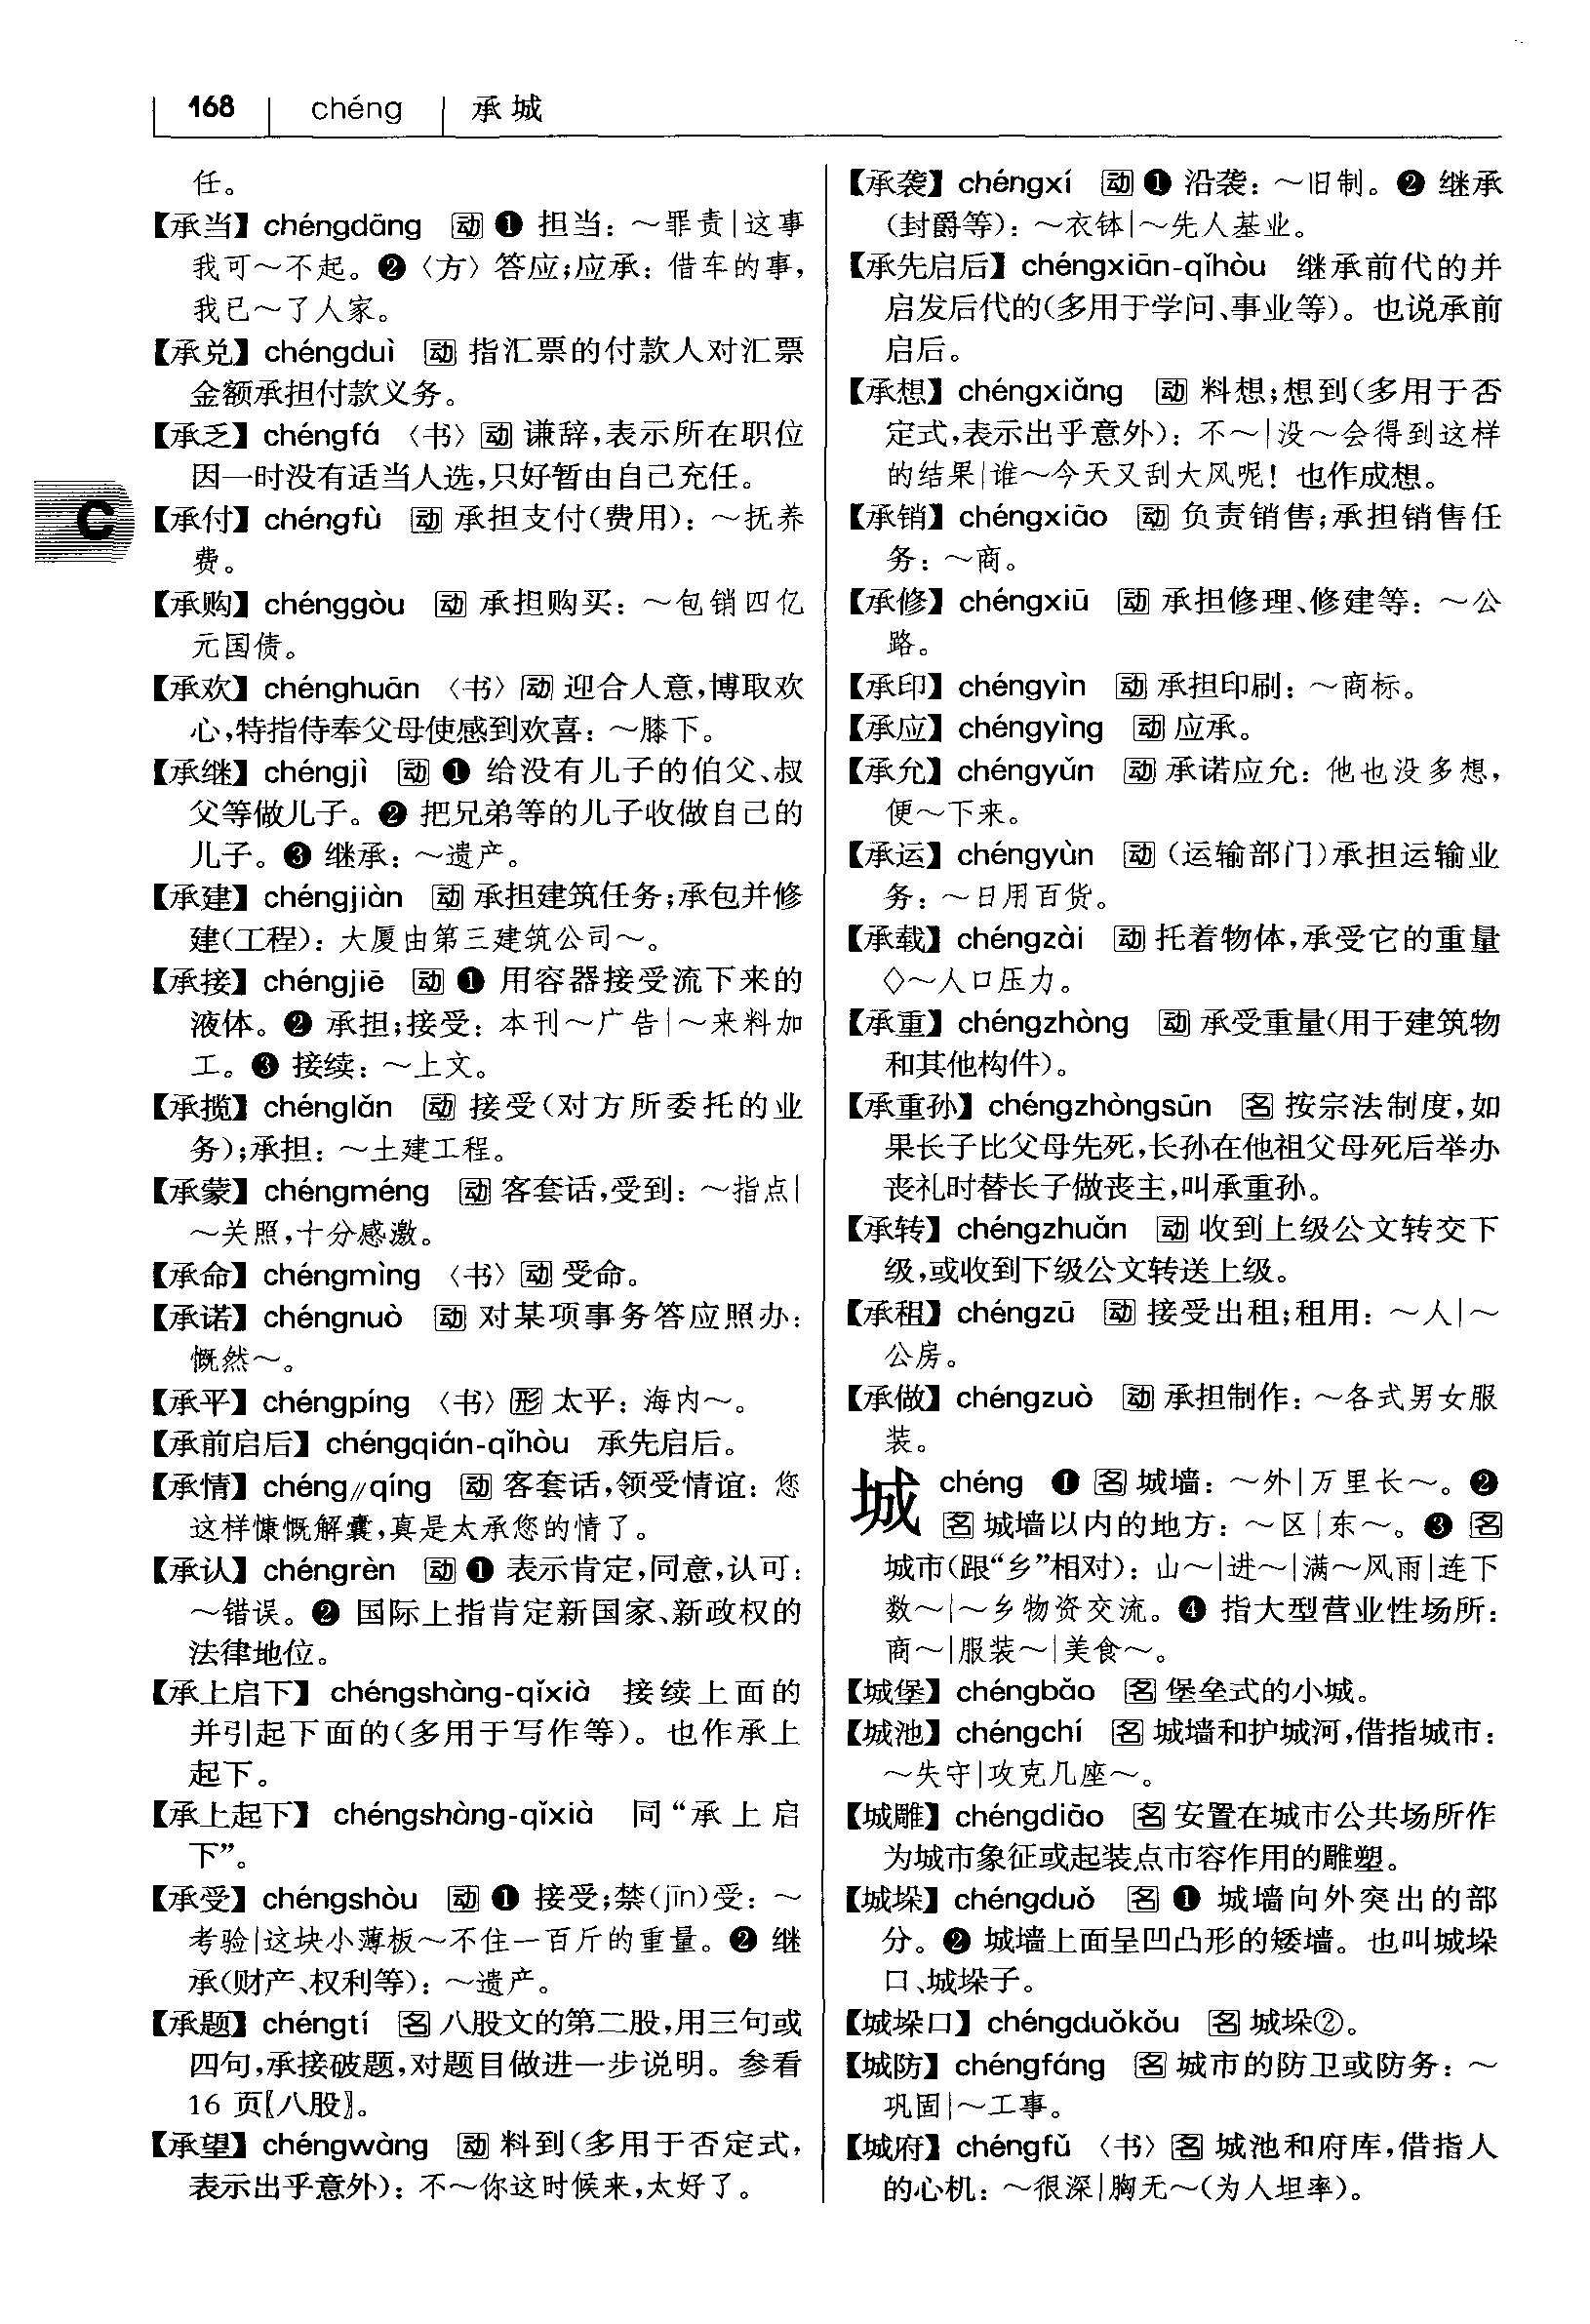 168 chéng 承城
任。
【承当】chéngdāng 动❶ 担当：～罪责|这事
我可～不起。❷〈方〉答应;应承：借车的事，
我已～了人家。
【承兑】chéngduì 动 指汇票的付款人对汇票
金额承担付款义务。
【承乏】chéngfá 〈书〉动 谦辞，表示所在职位
因一时没有适当人选，只好暂由自己充任。
C
【承付】chéngfù 动 承担支付(费用)：～抚养
费。
【承购】chénggòu 动 承担购买：～包销四亿
元国债。
【承欢】chénghuān 〈书〉动 迎合人意，博取欢
心，特指侍奉父母使感到欢喜：～膝下。
【承继】chéngjì 动❶ 给没有儿子的伯父、叔
父等做儿子。❷ 把兄弟等的儿子收做自己的
儿子。❸ 继承：～遗产。
【承建】chéngjiàn 动 承担建筑任务;承包并修
建(工程)：大厦由第三建筑公司～。
【承接】chéngjiē 动❶ 用容器接受流下来的
液体。❷ 承担;接受：本刊～广告|～来料加
工。❸ 接续：～上文。
【承揽】chénglǎn 动 接受(对方所委托的业
务);承担：～土建工程。
【承蒙】chéngméng 动 客套话，受到：～指点|
～关照，十分感激。
【承命】chéngmìng 〈书〉动 受命。
【承诺】chéngnuò 动 对某项事务答应照办：
慨然～。
【承平】chéngpíng 〈书〉形 太平：海内～。
【承前启后】chéngqián-qǐhòu 承先启后。
【承情】chéng//qíng 动 客套话，领受情谊：您
这样慷慨解囊，真是太承您的情了。
【承认】chéngrèn 动❶ 表示肯定，同意，认可：
～错误。❷ 国际上指肯定新国家、新政权的
法律地位。
【承上启下】chéngshàng-qǐxià 接续上面的
并引起下面的(多用于写作等)。也作承上
起下。
【承上起下】chéngshàng-qǐxià 同“承上启
下”。
【承受】chéngshòu 动❶ 接受;禁(jīn)受：～
考验|这块小薄板～不住一百斤的重量。❷ 继
承(财产、权利等)：～遗产。
【承题】chéngtí 名 八股文的第二股，用三句或
四句，承接破题，对题目做进一步说明。参看
16 页〖八股〗。
【承望】chéngwàng 动 料到(多用于否定式，
表示出乎意外)：不～你这时候来，太好了。
【承袭】chéngxí 动❶ 沿袭：～旧制。❷ 继承
(封爵等)：～衣钵|～先人基业。
【承先启后】chéngxiān-qǐhòu 继承前代的并
启发后代的(多用于学问、事业等)。也说承前
启后。
【承想】chéngxiǎng 动 料想;想到(多用于否
定式，表示出乎意外)：不～|没～会得到这样
的结果|谁～今天又刮大风呢！也作成想。
【承销】chéngxiāo 动 负责销售;承担销售任
务：～商。
【承修】chéngxiū 动 承担修理、修建等：～公
路。
【承印】chéngyìn 动 承担印刷：～商标。
【承应】chéngyìng 动 应承。
【承允】chéngyǔn 动 承诺应允：他也没多想，
便～下来。
【承运】chéngyùn 动 (运输部门)承担运输业
务：～日用百货。
【承载】chéngzài 动 托着物体，承受它的重量
◇～人口压力。
【承重】chéngzhòng 动 承受重量(用于建筑物
和其他构件)。
【承重孙】chéngzhòngsūn 名 按宗法制度，如
果长子比父母先死，长孙在他祖父母死后举办
丧礼时替长子做丧主，叫承重孙。
【承转】chéngzhuǎn 动 收到上级公文转交下
级，或收到下级公文转送上级。
【承租】chéngzū 动 接受出租;租用：～人|～
公房。
【承做】chéngzuò 动 承担制作：～各式男女服
装。
城 chéng ❶ 名 城墙：～外|万里长～。❷
名 城墙以内的地方：～区|东～。❸ 名
城市(跟“乡”相对)：山～|进～|满～风雨|连下
数～|～乡物资交流。❹ 指大型营业性场所：
商～|服装～|美食～。
【城堡】chéngbǎo 名 堡垒式的小城。
【城池】chéngchí 名 城墙和护城河，借指城市：
～失守|攻克几座～。
【城雕】chéngdiāo 名 安置在城市公共场所作
为城市象征或起装点市容作用的雕塑。
【城垛】chéngduǒ 名❶ 城墙向外突出的部
分。❷ 城墙上面呈凹凸形的矮墙。也叫城垛
口、城垛子。
【城垛口】chéngduǒkǒu 名 城垛②。
【城防】chéngfáng 名 城市的防卫或防务：～
巩固|～工事。
【城府】chéngfǔ 〈书〉名 城池和府库，借指人
的心机：～很深|胸无～(为人坦率)。